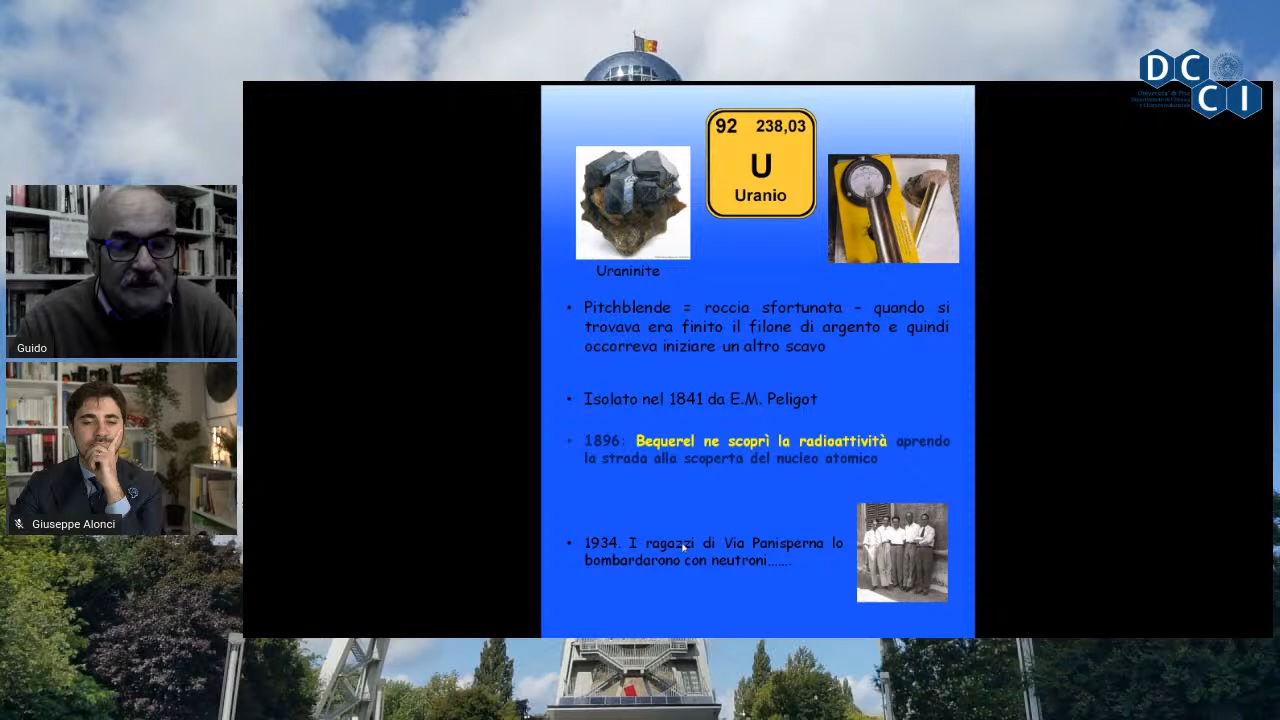 DC
CI
92 238,03
U
Uranio
Uraninite
• Pitchblende = roccia sfortunata – quando si
trovava era finito il filone di argento e quindi
occorreva iniziare un altro scavo
• Isolato nel 1841 da E.M. Peligot
• 1896: Bequerel ne scoprì la radioattività aprendo
la strada alla scoperta del nucleo atomico
• 1934. I ragazzi di Via Panisperna lo
bombardarono con neutroni…….
Guido
Giuseppe Alonci